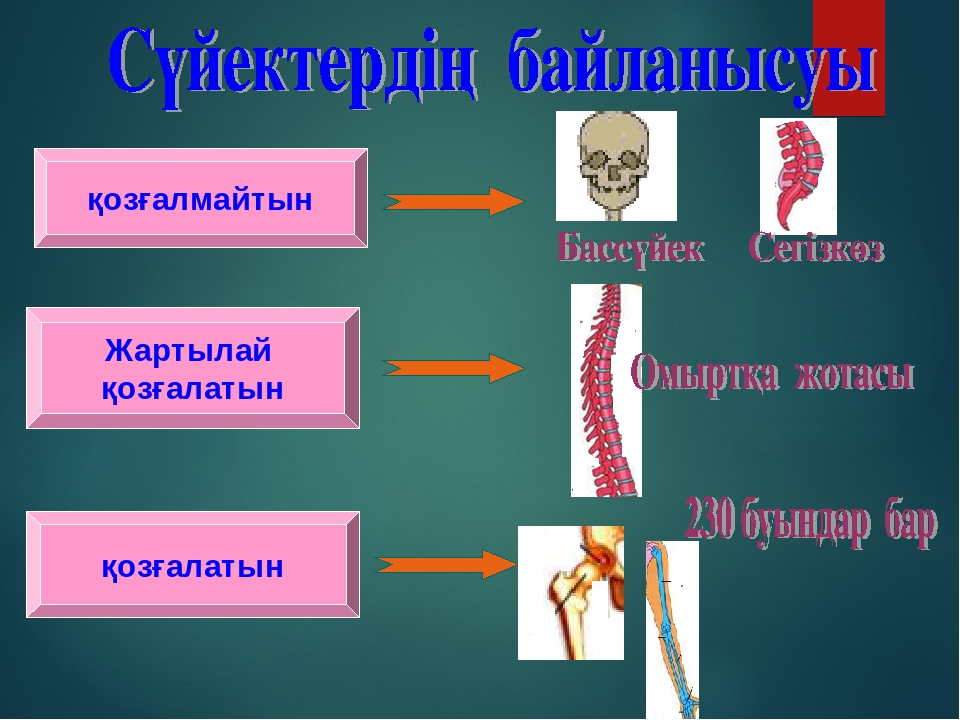 Сүйектердің байланысуы
қозғалмайтын
Бассүйек Сегізкөз
Жартылай
қозғалатын
Омыртқа жотасы
230 буындар бар
қозғалатын